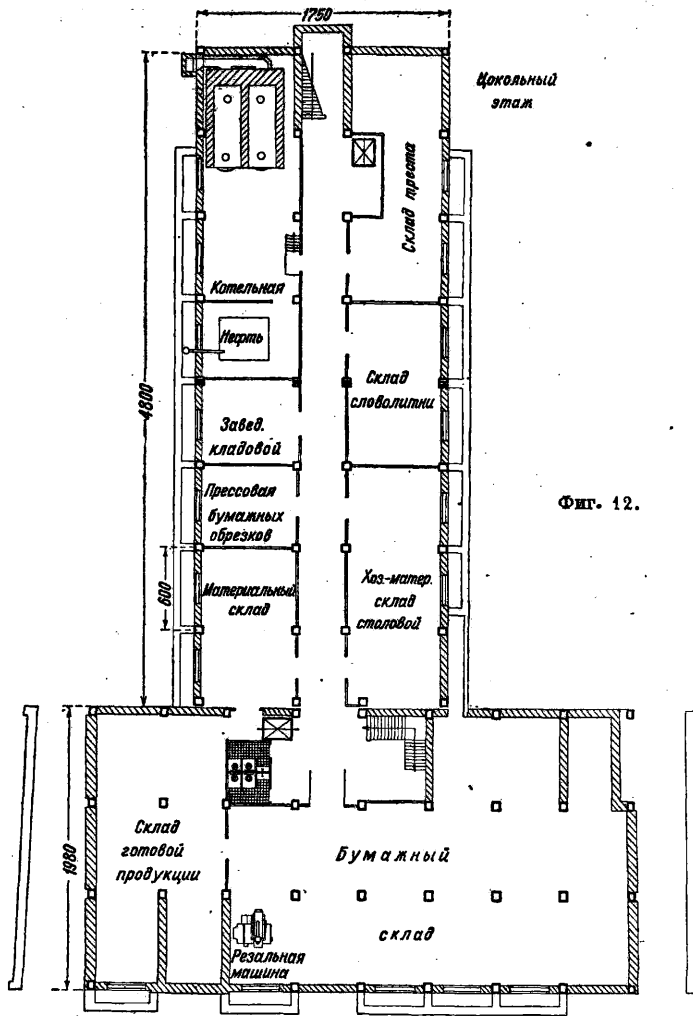 1750
Цокольный
этаж
Склад треста
Котельная
Нефть
4800
Склад
словолитни
Завед.
кладовой
Прессовая
бумажных
обрезков
Фиг. 12.
600
Материальный
склад
Хоз-матер.
склад
столовой
1980
Склад
готовой
продукции
Бумажный
склад
Резальная
машина